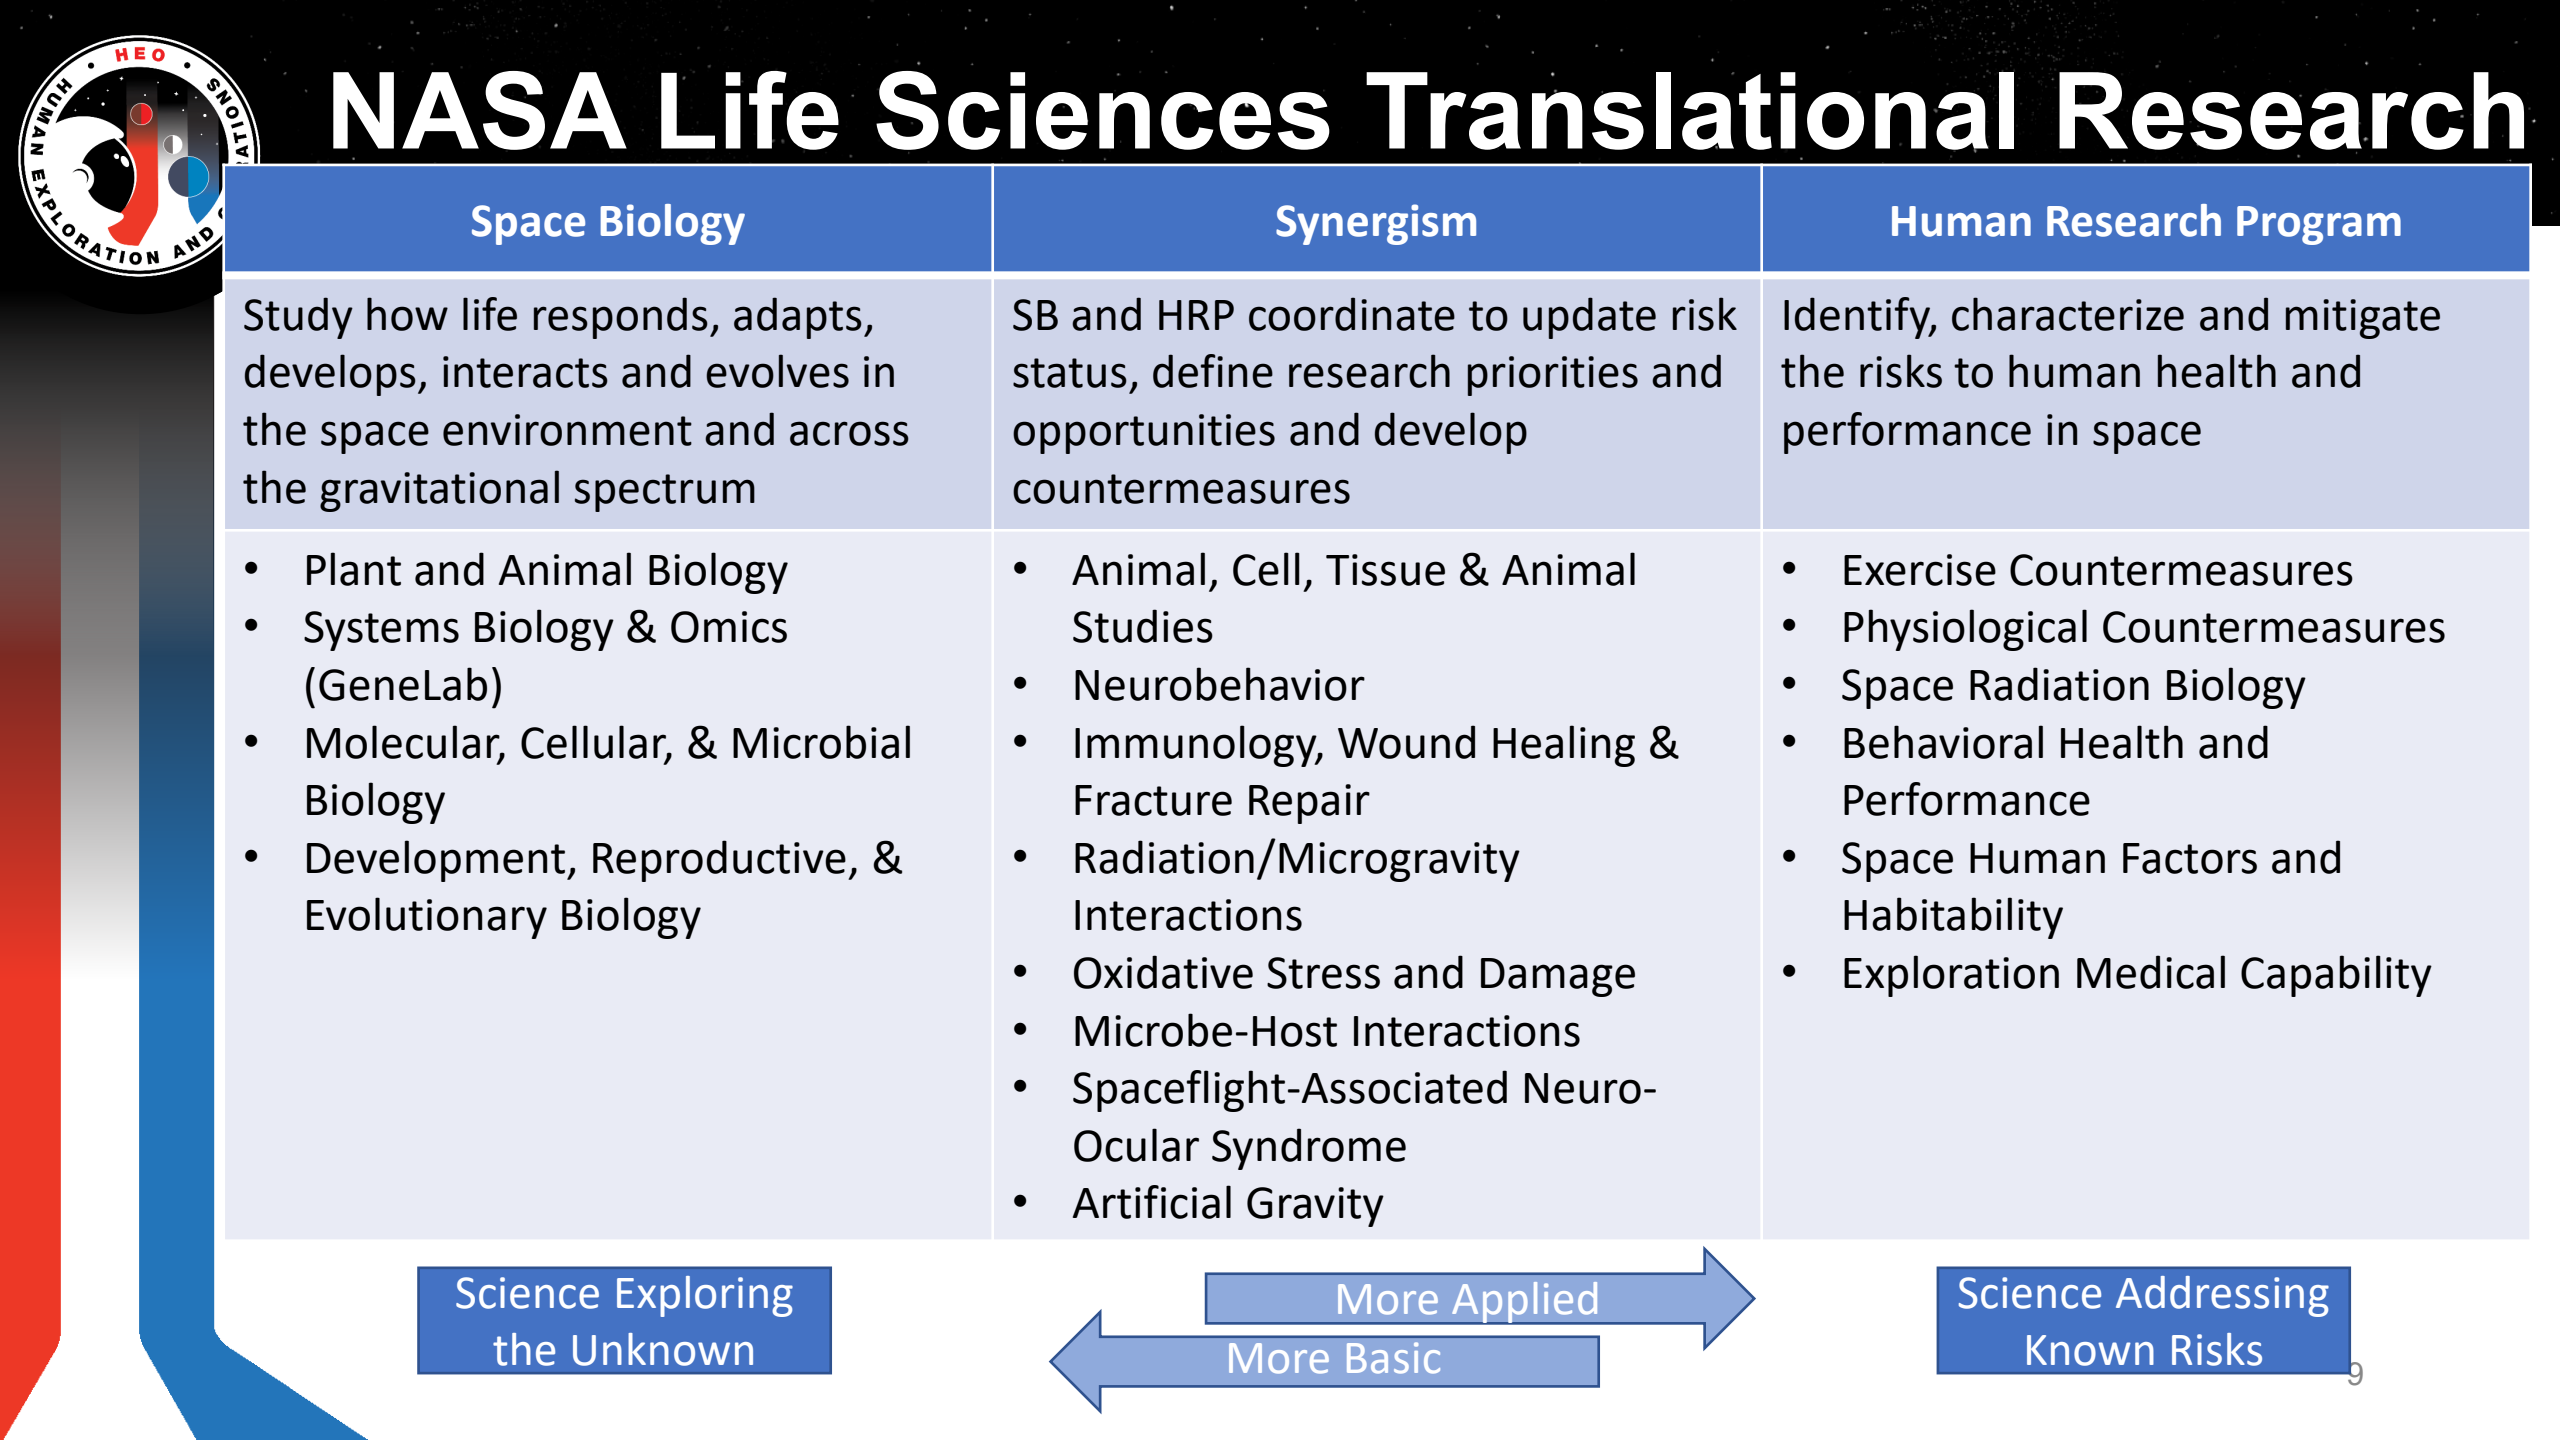 HEO
HUMAN EXPLORATION AND
NASA Life Sciences Translational Research
Space Biology
Synergism
Human Research Program
Study how life responds, adapts,
develops, interacts and evolves in
the space environment and across
the gravitational spectrum
SB and HRP coordinate to update risk
status, define research priorities and
opportunities and develop
countermeasures
Identify, characterize and mitigate
the risks to human health and
performance in space
• Plant and Animal Biology
• Systems Biology & Omics
(GeneLab)
• Molecular, Cellular, & Microbial
Biology
• Development, Reproductive, &
Evolutionary Biology
• Animal, Cell, Tissue & Animal
Studies
• Neurobehavior
• Immunology, Wound Healing &
Fracture Repair
• Radiation/Microgravity
Interactions
• Oxidative Stress and Damage
• Microbe-Host Interactions
• Spaceflight-Associated Neuro-
Ocular Syndrome
• Artificial Gravity
• Exercise Countermeasures
• Physiological Countermeasures
• Space Radiation Biology
• Behavioral Health and
Performance
• Space Human Factors and
Habitability
• Exploration Medical Capability
Science Exploring
the Unknown
More Applied
More Basic
Science Addressing
Known Risks
9